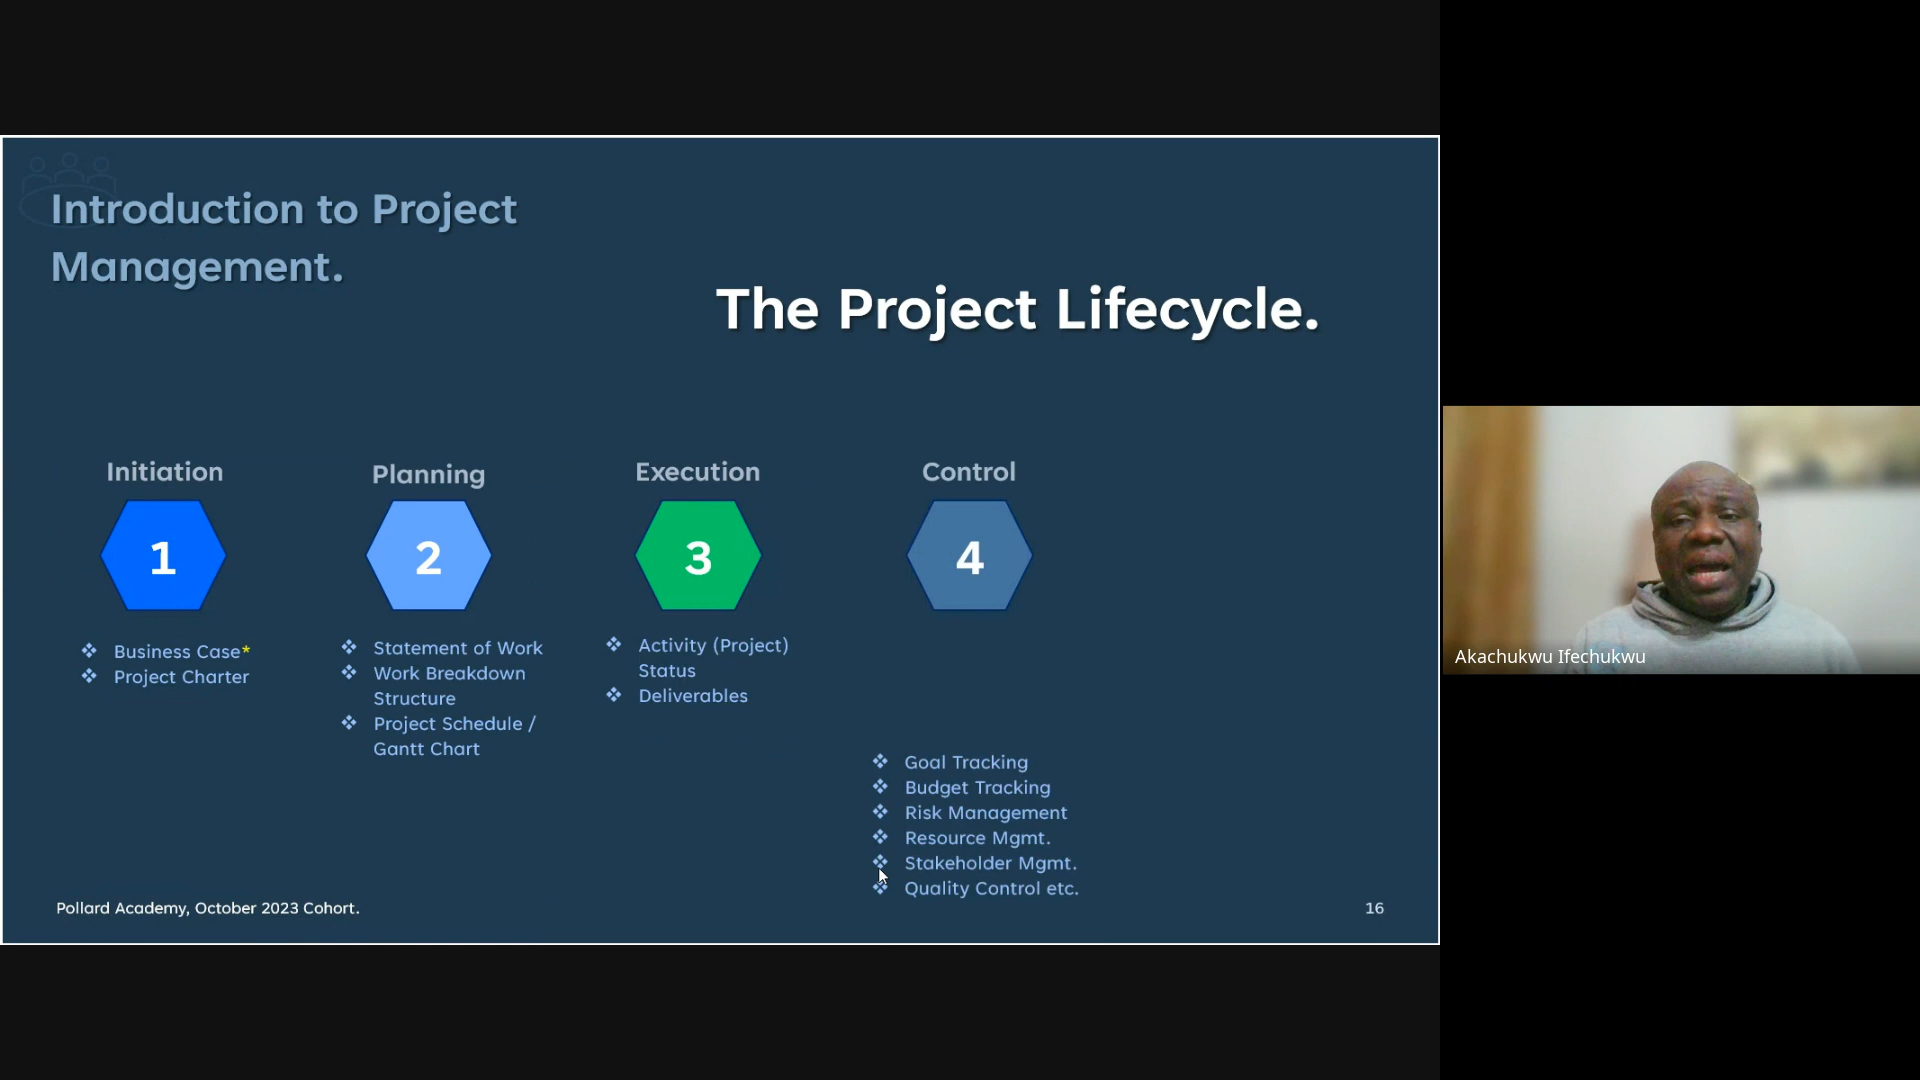 Introduction to Project
Management.
The Project Lifecycle.
Initiation
1
Business Case*
Project Charter
Planning
2
Statement of Work
Work Breakdown
Structure
Project Schedule /
Gantt Chart
Execution
3
Activity (Project)
Status
Deliverables
Control
4
Goal Tracking
Budget Tracking
Risk Management
Resource Mgmt.
Stakeholder Mgmt.
Quality Control etc.
Pollard Academy, October 2023 Cohort.
16
Akachukwu Ifechukwu